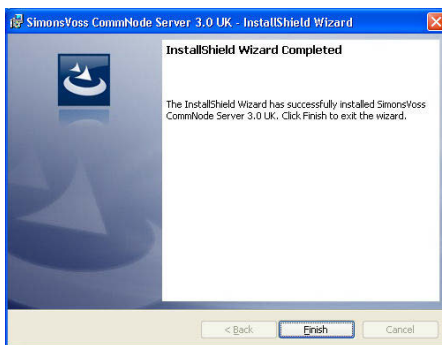 SimonsVoss CommNode Server 3.0 UK - InstallShield Wizard
InstallShield Wizard Completed
The InstallShield Wizard has successfully installed SimonsVoss
CommNode Server 3.0 UK. Click Finish to exit the wizard.
< Back
Finish
Cancel